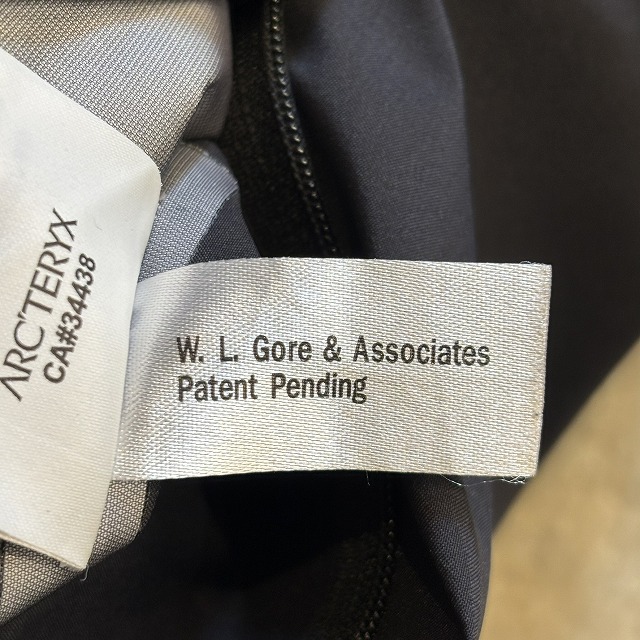 ARC'TERYX
CA#34438
W. L. Gore & Associates
Patent Pending